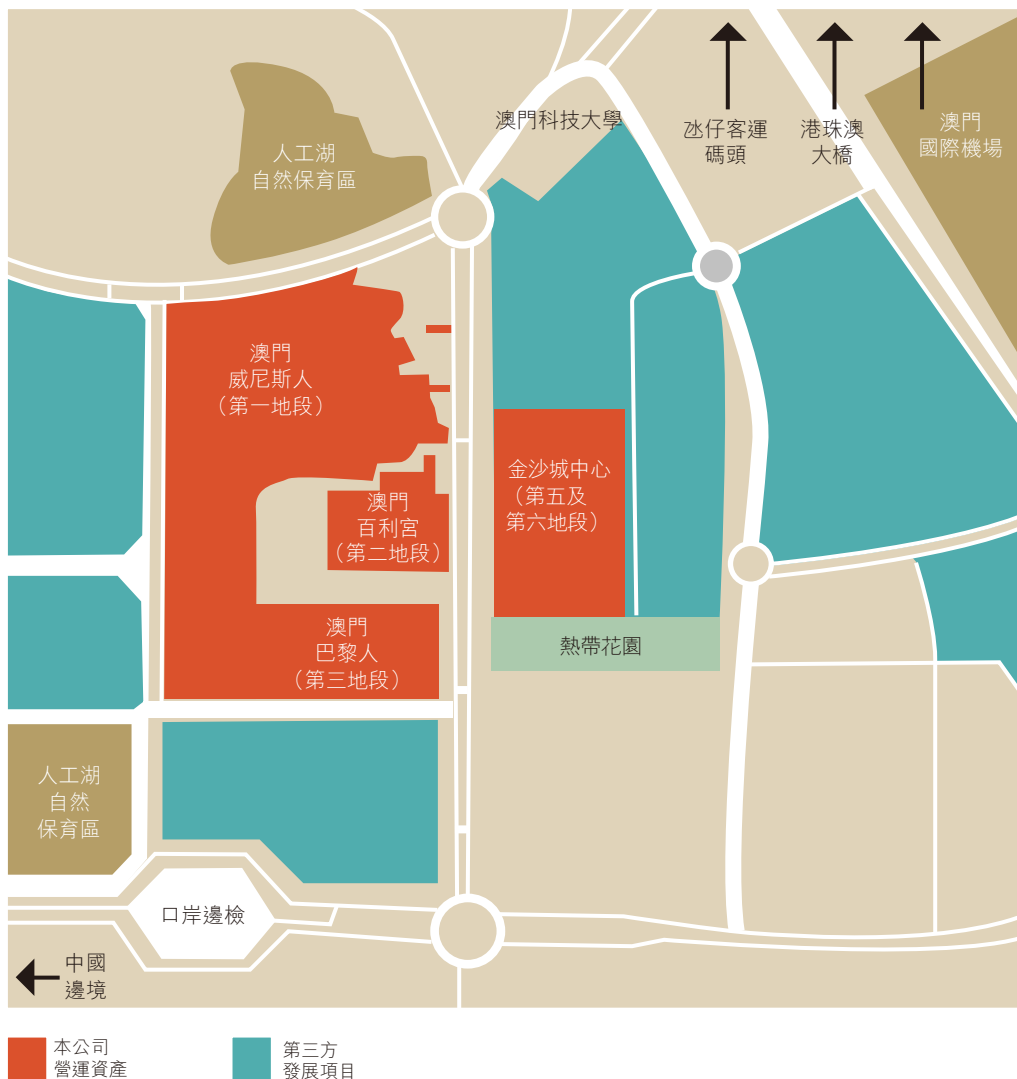 澳門科技大學
氹仔客運
碼頭
港珠澳
大橋
澳門
國際機場
人工湖
自然保育區
澳門
威尼斯人
（第一地段）
金沙城中心
（第五及
第六地段）
澳門
百利宮
（第二地段）
澳門
巴黎人
（第三地段）
熱帶花園
人工湖
自然
保育區
口岸邊檢
中國
邊境
本公司
營運資產
第三方
發展項目